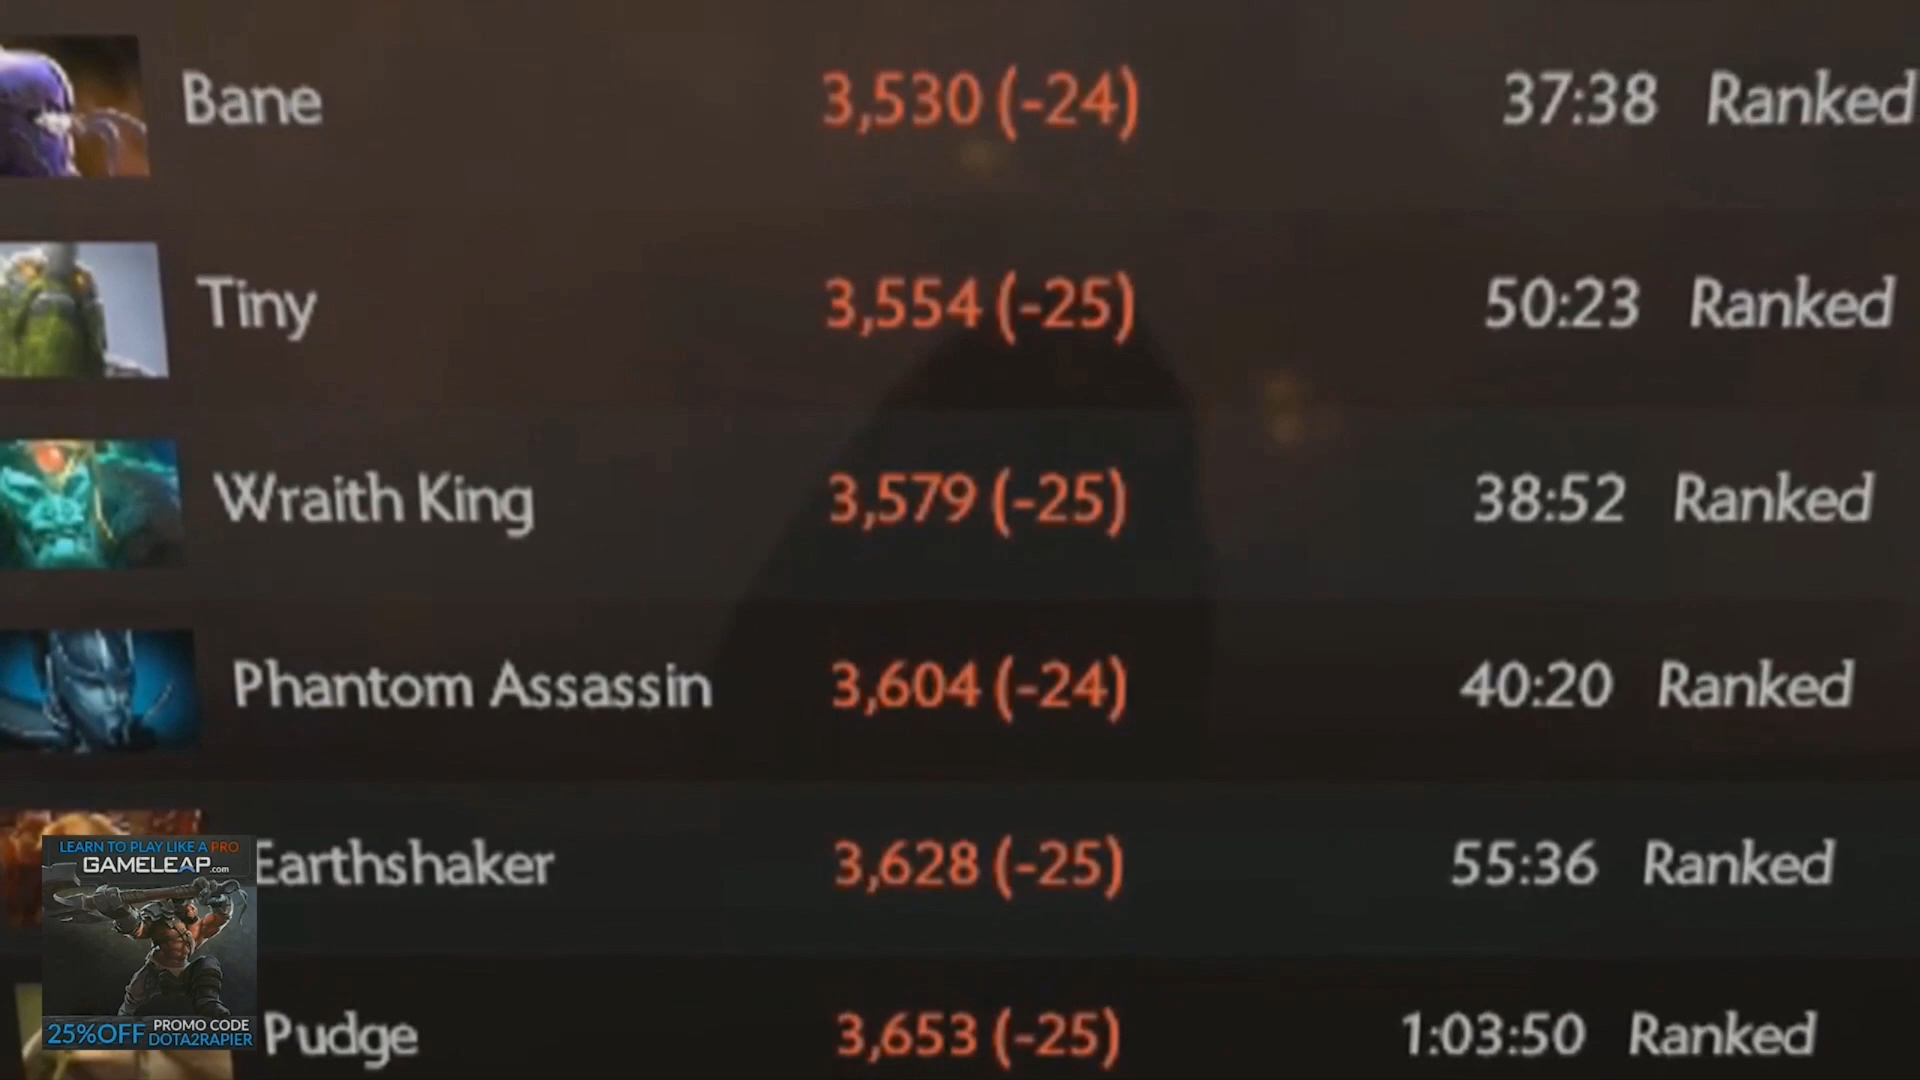 Bane 3,530 (-24) 37:38 Ranked
Tiny 3,554 (-25) 50:23 Ranked
Wraith King 3,579 (-25) 38:52 Ranked
Phantom Assassin 3,604 (-24) 40:20 Ranked
Earthshaker 3,628 (-25) 55:36 Ranked
LEARN TO PLAY LIKE A PRO
GAMELEAP.com
25%OFF PROMO CODE
DOTA2RAPIER
Pudge 3,653 (-25) 1:03:50 Ranked